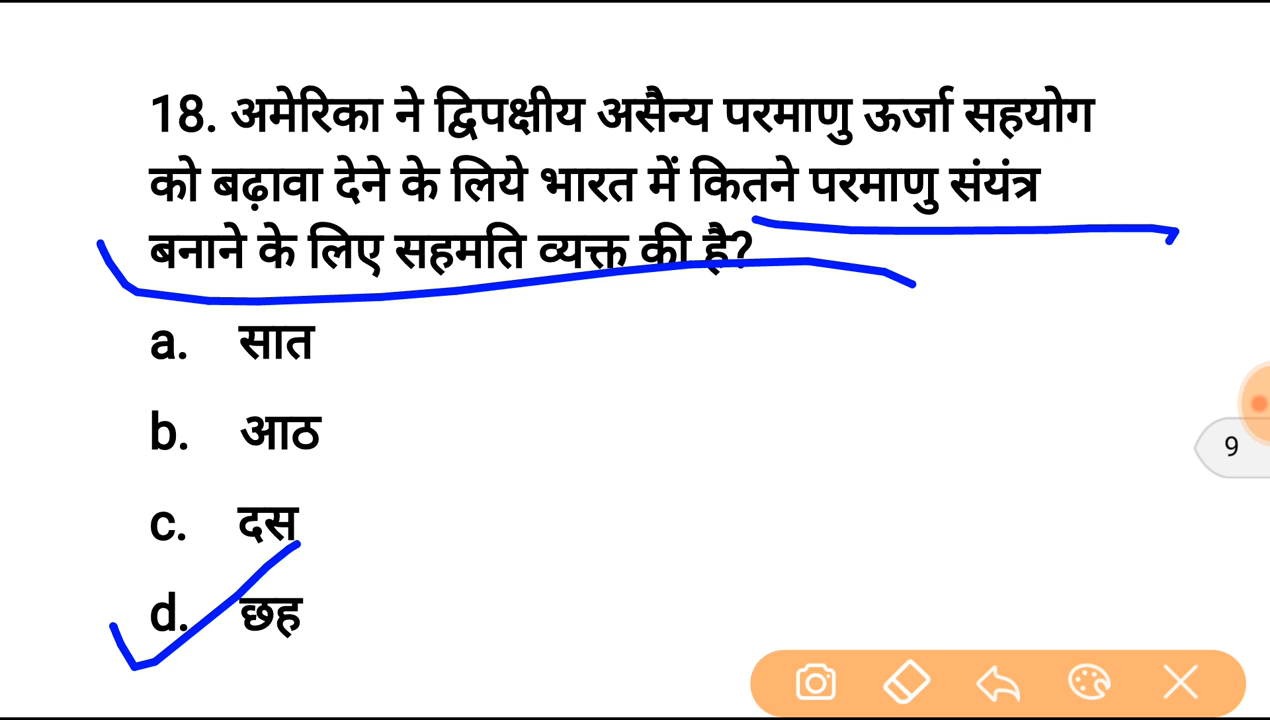 18. अमेरिका ने द्विपक्षीय असैन्य परमाणु ऊर्जा सहयोग
को बढ़ावा देने के लिये भारत में कितने परमाणु संयंत्र
बनाने के लिए सहमति व्यक्त की है?
a. सात
b. आठ
c. दस
d. छह
9